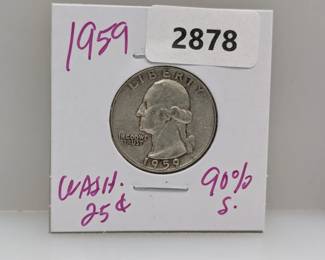 1959
2878
LIBERTY
IN GOD WE
TRUST
1959
WASH.
25¢
90%
S.